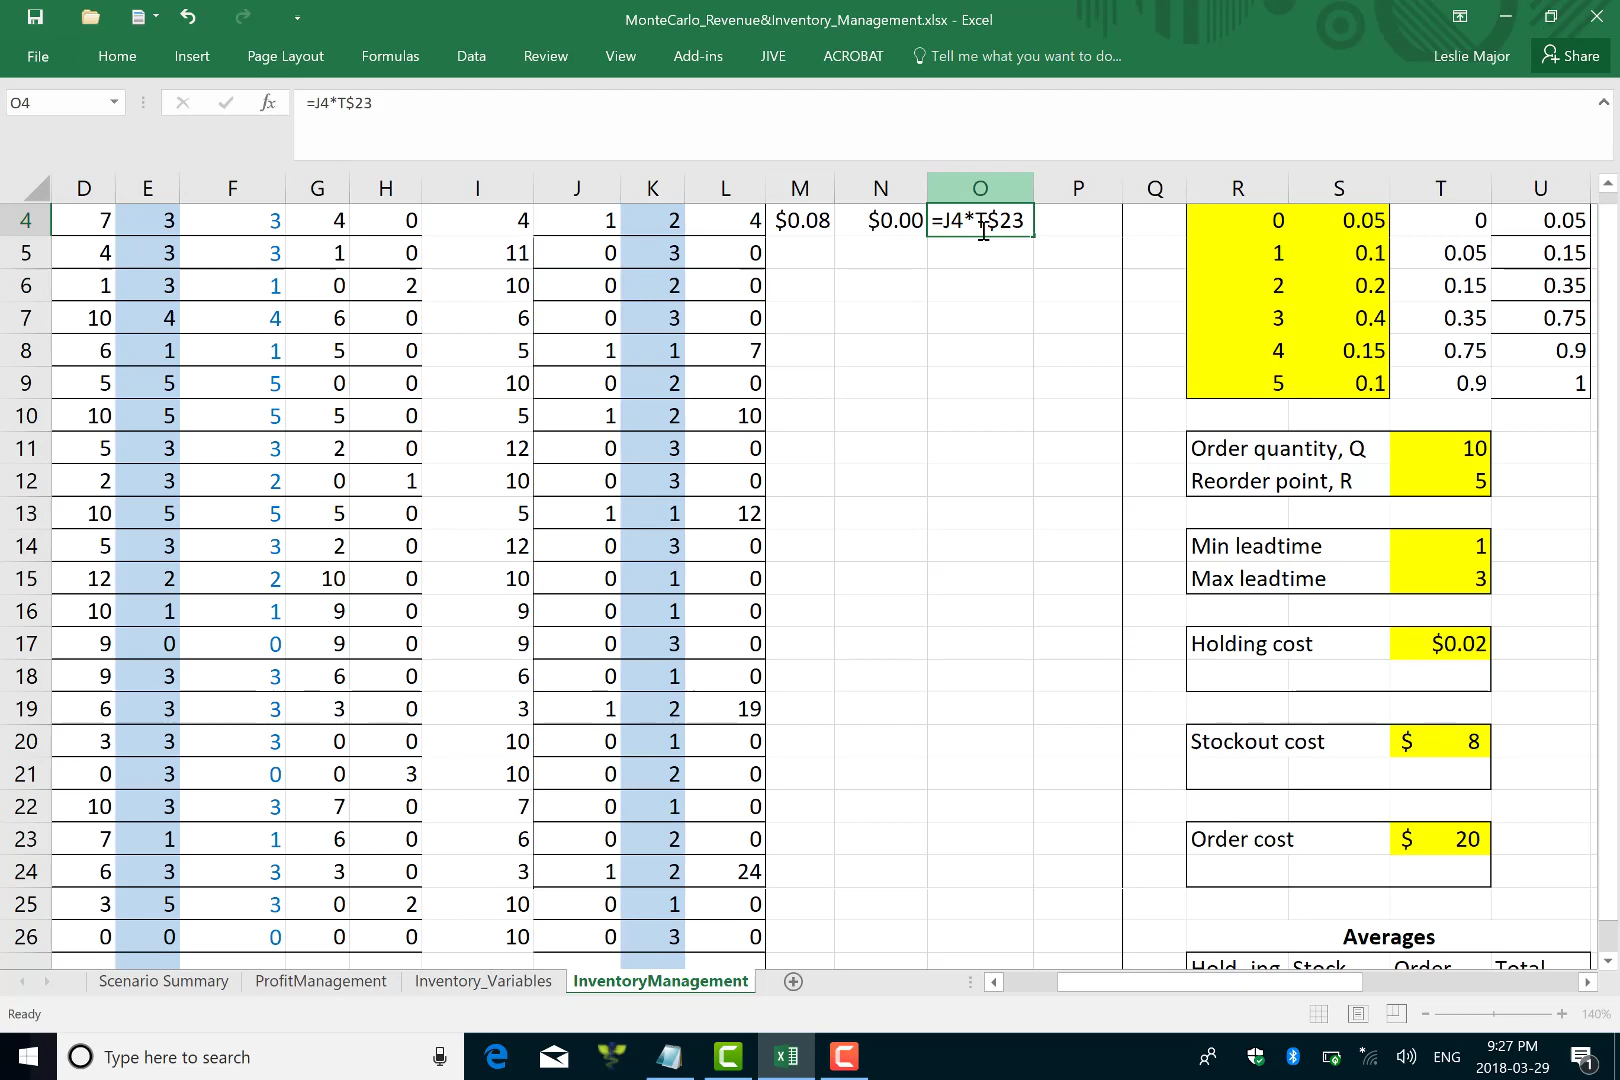 MonteCarlo_Revenue&Inventory_Management.xlsx - Excel
File Home Insert Page Layout Formulas Data Review View Add-ins JIVE ACROBAT Tell me what you want to do... Leslie Major Share
O4 fx =J4*T$23
D E F G H I J K L M N O P Q R S T U
4 7 3 3 4 0 4 1 2 4 $0.08 $0.00 =J4*T$23 0 0.05 0 0.05
5 4 3 3 1 0 11 0 3 0 1 0.1 0.05 0.15
6 1 3 1 0 2 10 0 2 0 2 0.2 0.15 0.35
7 10 4 4 6 0 6 0 3 0 3 0.4 0.35 0.75
8 6 1 1 5 0 5 1 1 7 4 0.15 0.75 0.9
9 5 5 5 0 0 10 0 2 0 5 0.1 0.9 1
10 10 5 5 5 0 5 1 2 10
11 5 3 3 2 0 12 0 3 0 Order quantity, Q 10
12 2 3 2 0 1 10 0 3 0 Reorder point, R 5
13 10 5 5 5 0 5 1 1 12
14 5 3 3 2 0 12 0 3 0 Min leadtime 1
15 12 2 2 10 0 10 0 1 0 Max leadtime 3
16 10 1 1 9 0 9 0 1 0
17 9 0 0 9 0 9 0 3 0 Holding cost $0.02
18 9 3 3 6 0 6 0 1 0
19 6 3 3 3 0 3 1 2 19
20 3 3 3 0 0 10 0 1 0 Stockout cost $ 8
21 0 3 0 0 3 10 0 2 0
22 10 3 3 7 0 7 0 1 0
23 7 1 1 6 0 6 0 2 0 Order cost $ 20
24 6 3 3 3 0 3 1 2 24
25 3 5 3 0 2 10 0 1 0
26 0 0 0 0 0 10 0 3 0 Averages
Hold-ing Stock Order Total
Scenario Summary ProfitManagement Inventory_Variables InventoryManagement
Ready 140%
Type here to search ENG 9:27 PM
2018-03-29 1